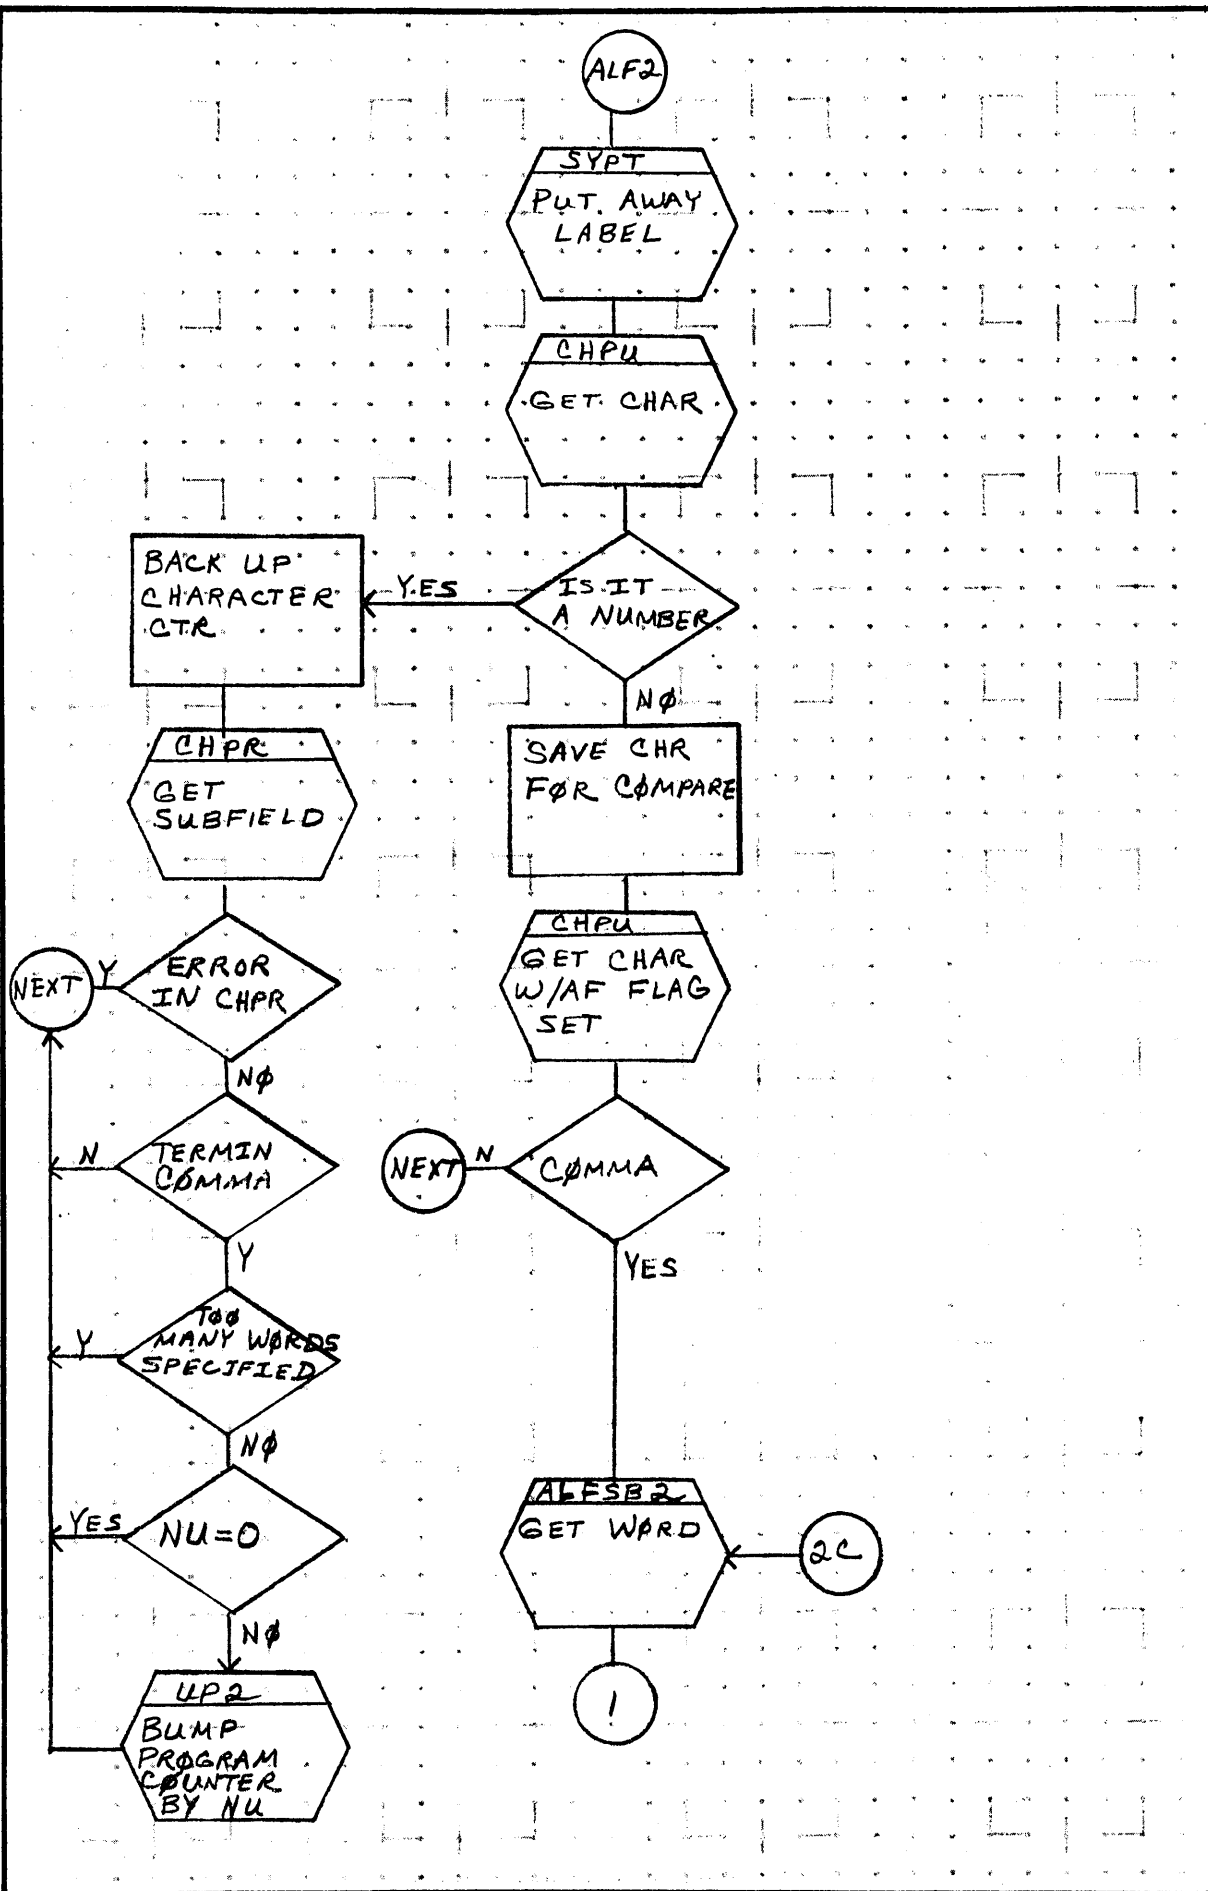 ALF2
SYPT
PUT AWAY
LABEL
CHPU
GET CHAR
IS IT
A NUMBER
YES
BACK UP
CHARACTER
CTR
NØ
CHPR
GET
SUBFIELD
SAVE CHR
FØR CØMPARE
CHPU
GET CHAR
W/AF FLAG
SET
ERROR
IN CHPR
Y
NEXT
NØ
TERMIN
CØMMA
N
Y
CØMMA
N
NEXT
YES
TØØ
MANY WØRDS
SPECIFIED
Y
NØ
NU=0
YES
NØ
ALFSB2
GET WØRD
2C
1
UP2
BUMP
PRØGRAM
CØUNTER
BY NU